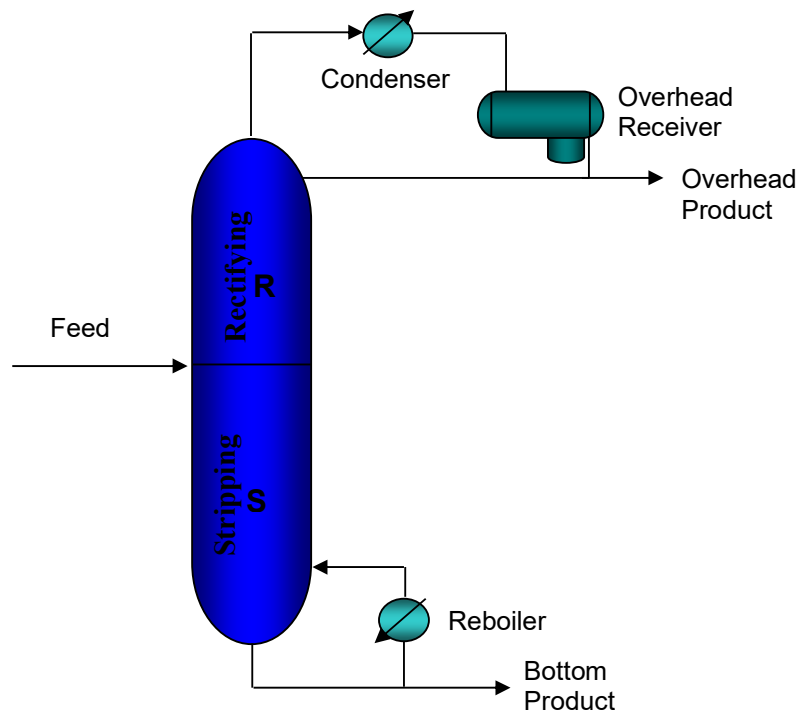 Condenser
Overhead
Receiver
Overhead
Product
Rectifying
R
Feed
Stripping
S
Reboiler
Bottom
Product